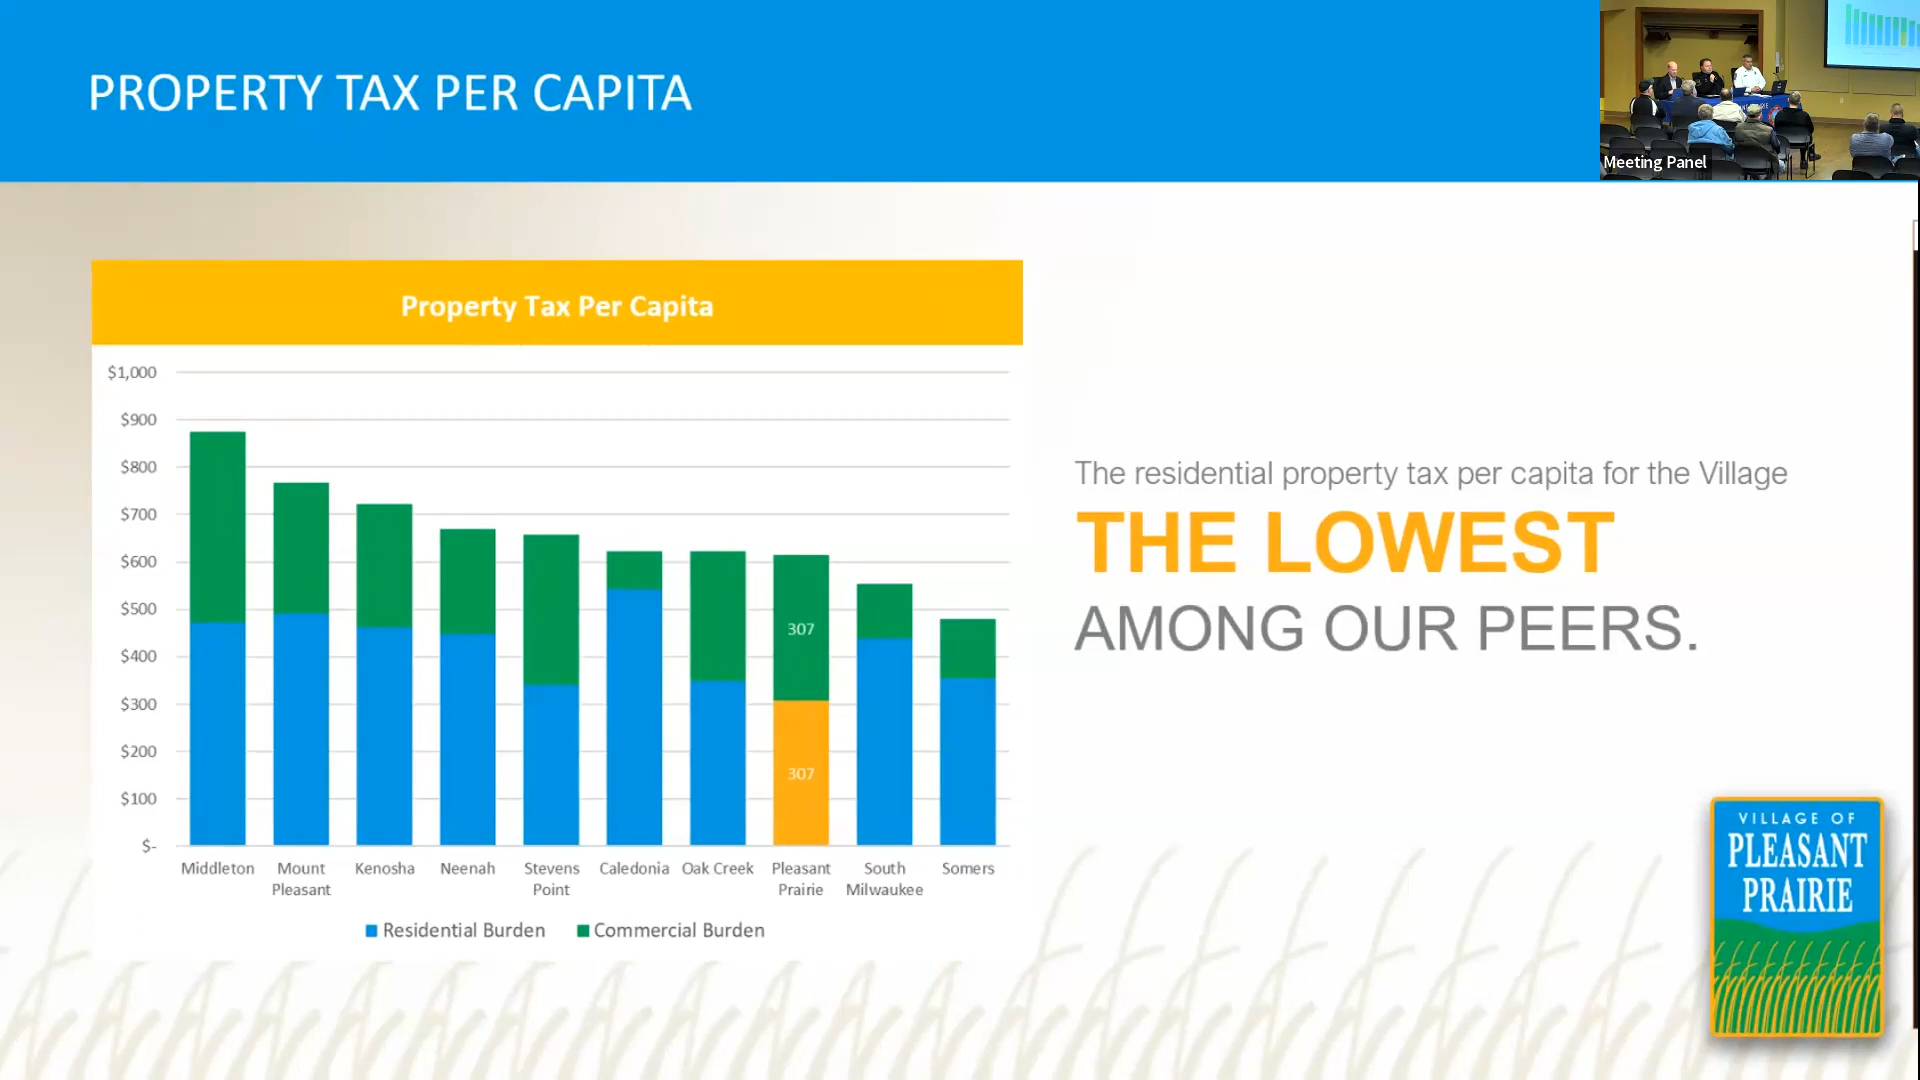 PROPERTY TAX PER CAPITA
Meeting Panel
Property Tax Per Capita
$1,000
$900
$800
$700
$600
$500
$400
$300
$200
$100
$-
307
307
Middleton
Mount
Pleasant
Kenosha
Neenah
Stevens
Point
Caledonia
Oak Creek
Pleasant
Prairie
South
Milwaukee
Somers
Residential Burden
Commercial Burden
The residential property tax per capita for the Village
THE LOWEST
AMONG OUR PEERS.
VILLAGE OF
PLEASANT
PRAIRIE